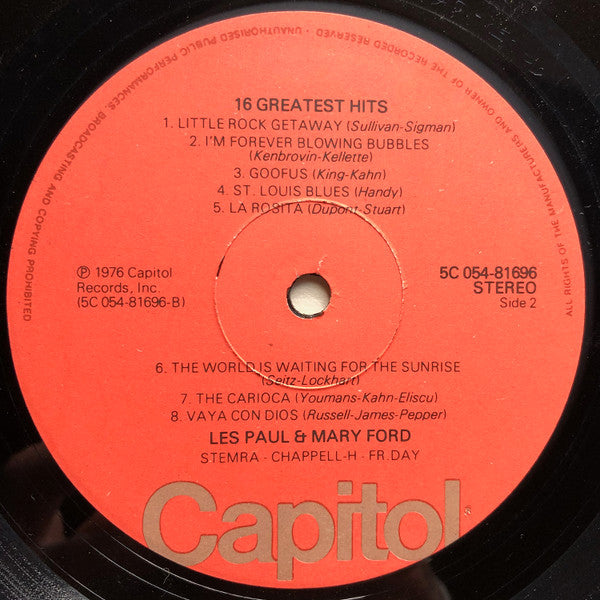 UNAUTHORISED PUBLIC PERFORMANCES, BROADCASTING AND COPYING PROHIBITED
ALL RIGHTS OF THE MANUFACTURERS AND OWNER OF THE RECORDED RESERVED ·
16 GREATEST HITS
1. LITTLE ROCK GETAWAY (Sullivan-Sigman)
2. I'M FOREVER BLOWING BUBBLES
(Kenbrovin-Kellette)
3. GOOFUS (King-Kahn)
4. ST. LOUIS BLUES (Handy)
5. LA ROSITA (Dupont-Stuart)
℗ 1976 Capitol
Records, Inc.
(5C 054-81696-B)
5C 054-81696
STEREO
Side 2
6. THE WORLD IS WAITING FOR THE SUNRISE
(Seitz-Lockhart)
7. THE CARIOCA (Youmans-Kahn-Eliscu)
8. VAYA CON DIOS (Russell-James-Pepper)
LES PAUL & MARY FORD
STEMRA - CHAPPELL-H - FR.DAY
Capitol®